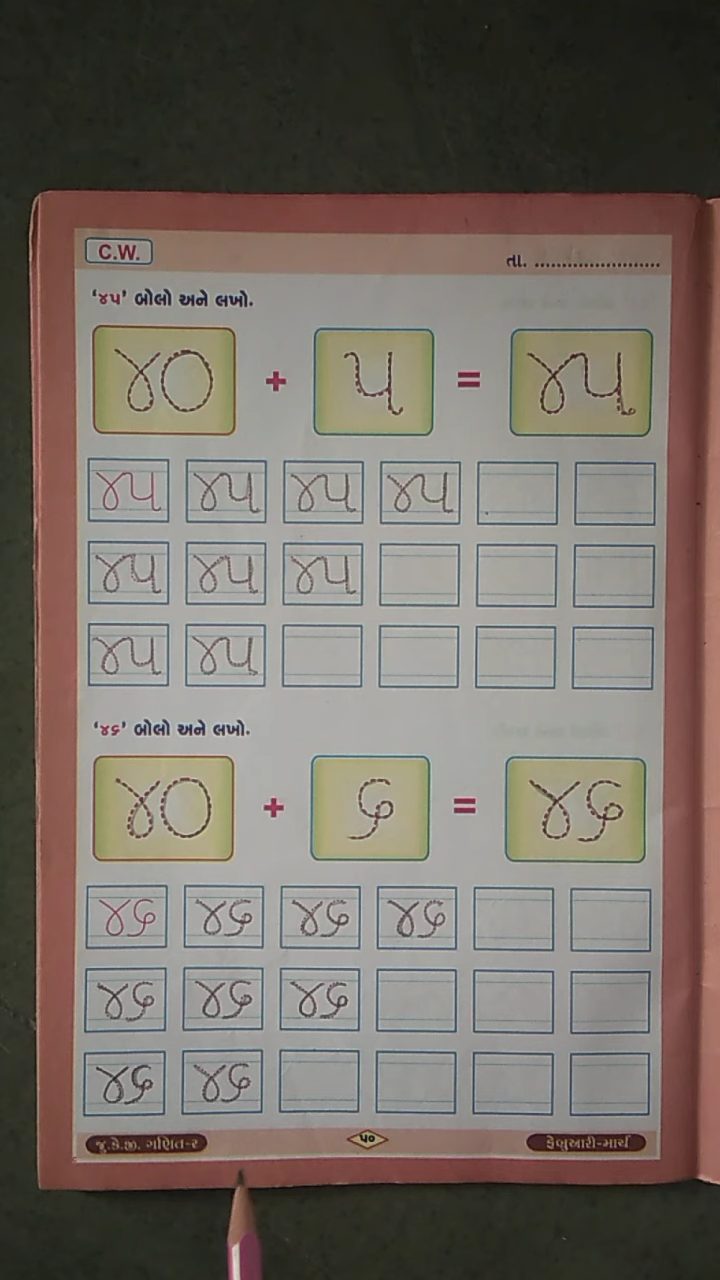 C.W.
તા. .......................
‘૪૫’ બોલો અને લખો.
૪૦ + ૫ = ૪૫
૪૫ ૪૫ ૪૫ ૪૫
૪૫ ૪૫ ૪૫
૪૫ ૪૫
‘૪૬’ બોલો અને લખો.
૪૦ + ૬ = ૪૬
૪૬ ૪૬ ૪૬ ૪૬
૪૬ ૪૬ ૪૬
૪૬ ૪૬
જુ.કે.જી. ગણિત-૨ ૫૦ ફેબ્રુઆરી-માર્ચ